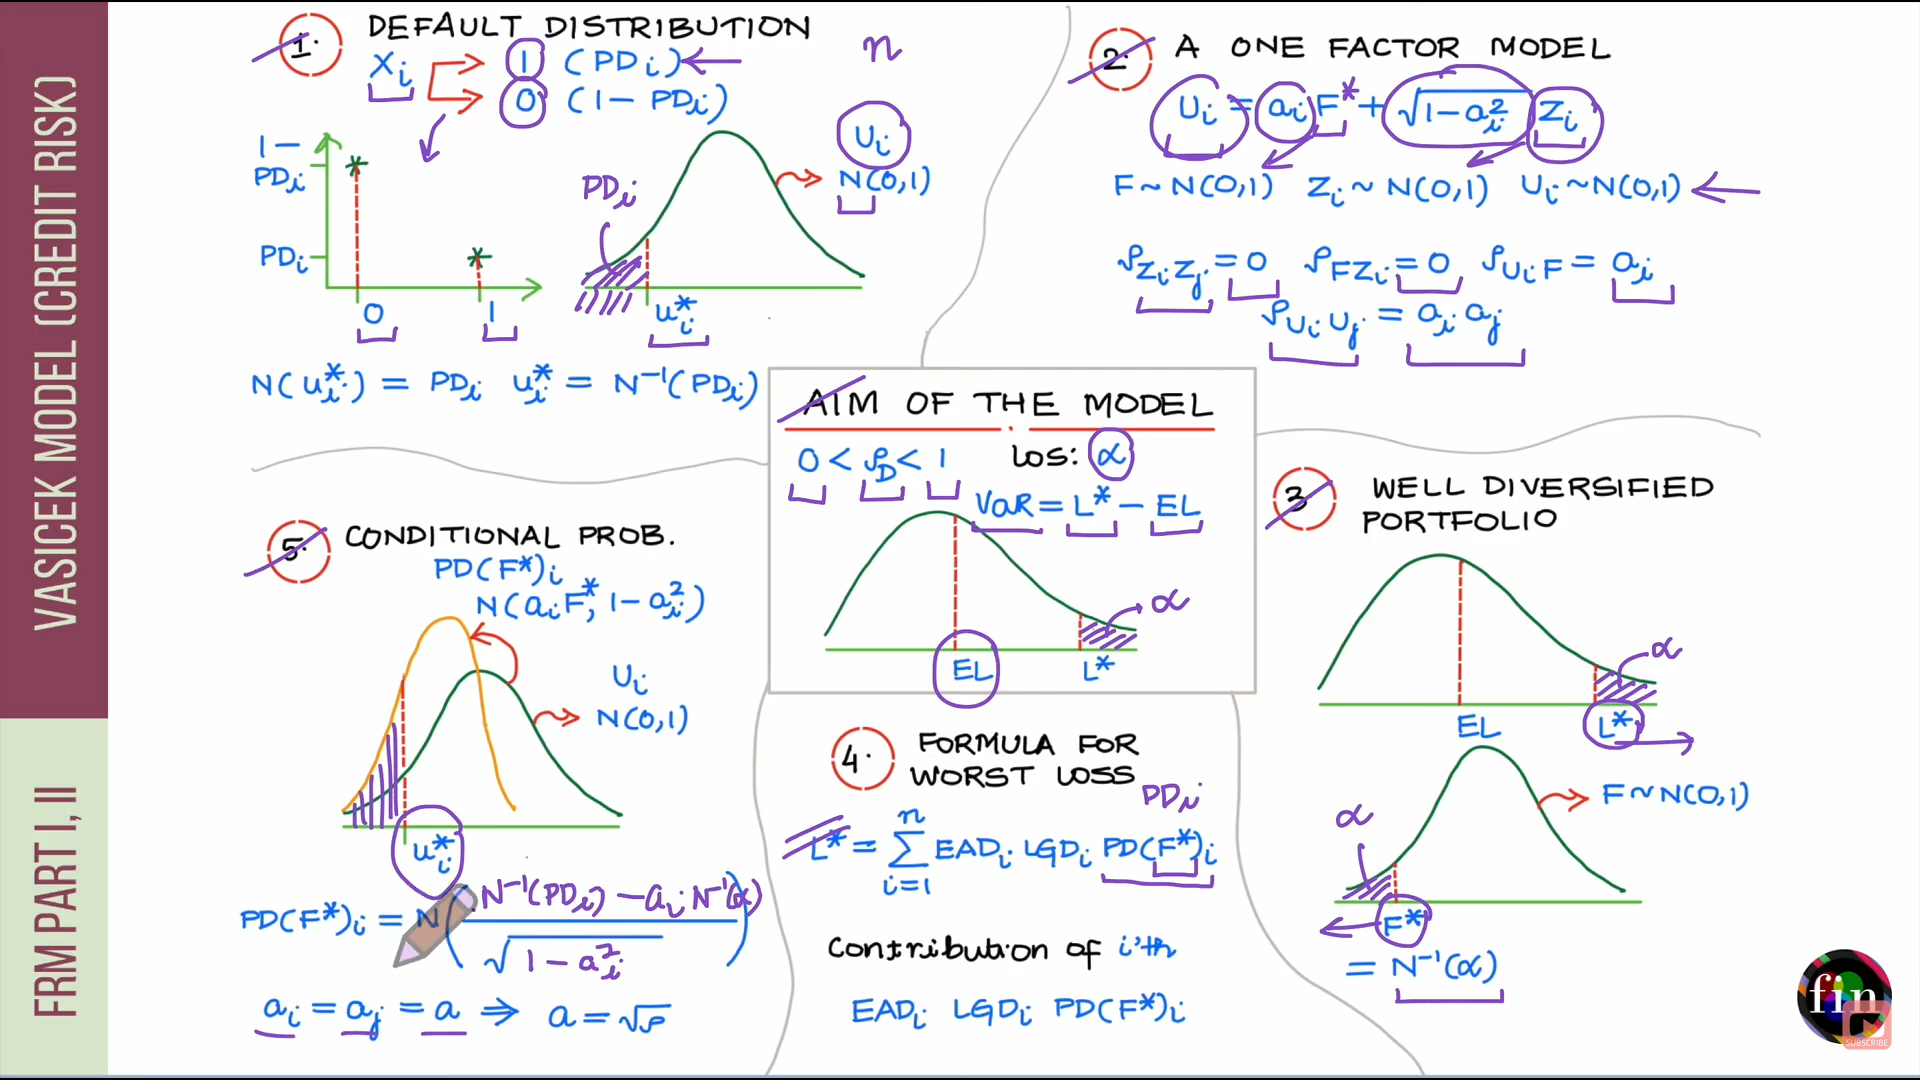 VASICEK MODEL (CREDIT RISK)
FRM PART I, II
1. DEFAULT DISTRIBUTION
Xi 1 (PDi)
0 (1 - PDi)
n
1 - PDi
PDi
0 1
PDi
ui*
Ui
N(0,1)
N(ui*) = PDi ui* = N⁻¹(PDi)
2. A ONE FACTOR MODEL
Ui = ai F* + √(1-ai²) Zi
F ~ N(0,1) Zi ~ N(0,1) Ui ~ N(0,1)
ρZiZj = 0 ρFZi = 0 ρUiF = ai
ρUiUj = ai aj
AIM OF THE MODEL
0 < ρD < 1 LOS: α
VaR = L* - EL
α
EL L*
3. WELL DIVERSIFIED
PORTFOLIO
α
EL L*
F ~ N(0,1)
α
F*
= N⁻¹(α)
4. FORMULA FOR
WORST LOSS
PDi
L* = Σ EADi LGDi PD(F*)i
n
i=1
Contribution of i'th
EADi LGDi PD(F*)i
5. CONDITIONAL PROB.
PD(F*)i
N(aiF*, 1-ai²)
Ui
N(0,1)
ui*
PD(F*)i = N( N⁻¹(PDi) - ai N⁻¹(α) / √(1 - ai²) )
ai = aj = a ⇒ a = √ρ
fin
SUBSCRIBE